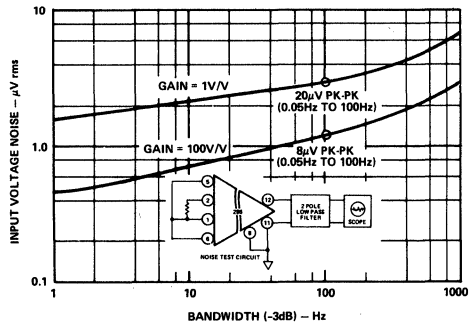 10
INPUT VOLTAGE NOISE – μV rms
GAIN = 1V/V
20μV PK-PK
(0.05Hz TO 100Hz)
1.0
GAIN = 100V/V
8μV PK-PK
(0.05Hz TO 100Hz)
5
2
1
6
286
12
11
9
2 POLE
LOW PASS
FILTER
SCOPE
NOISE TEST CIRCUIT
0.1
1
10
100
1000
BANDWIDTH (-3dB) – Hz